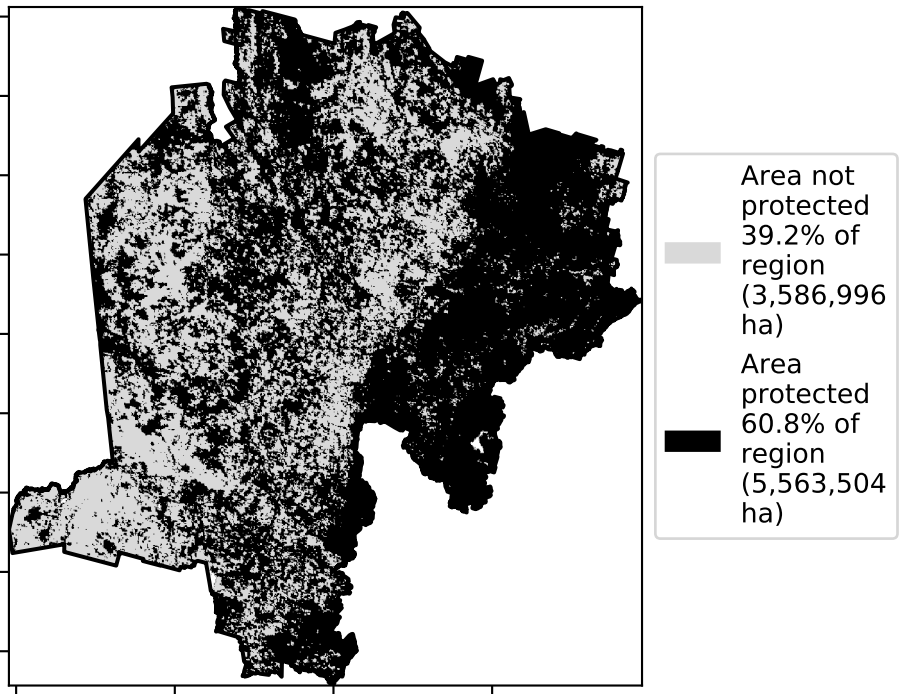 Area not
protected
39.2% of
region
(3,586,996
ha)
Area
protected
60.8% of
region
(5,563,504
ha)